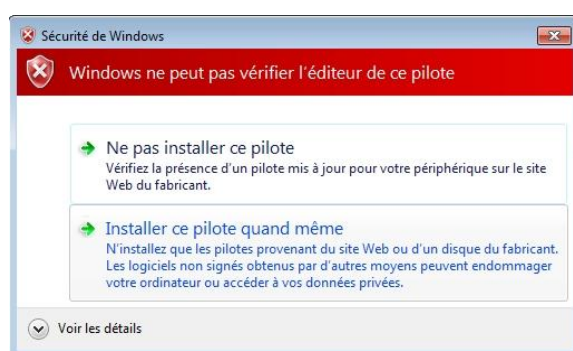 Sécurité de Windows
Windows ne peut pas vérifier l'éditeur de ce pilote
Ne pas installer ce pilote
Vérifiez la présence d'un pilote mis à jour pour votre périphérique sur le site
Web du fabricant.
Installer ce pilote quand même
N'installez que les pilotes provenant du site Web ou d'un disque du fabricant.
Les logiciels non signés obtenus par d'autres moyens peuvent endommager
votre ordinateur ou accéder à vos données privées.
Voir les détails